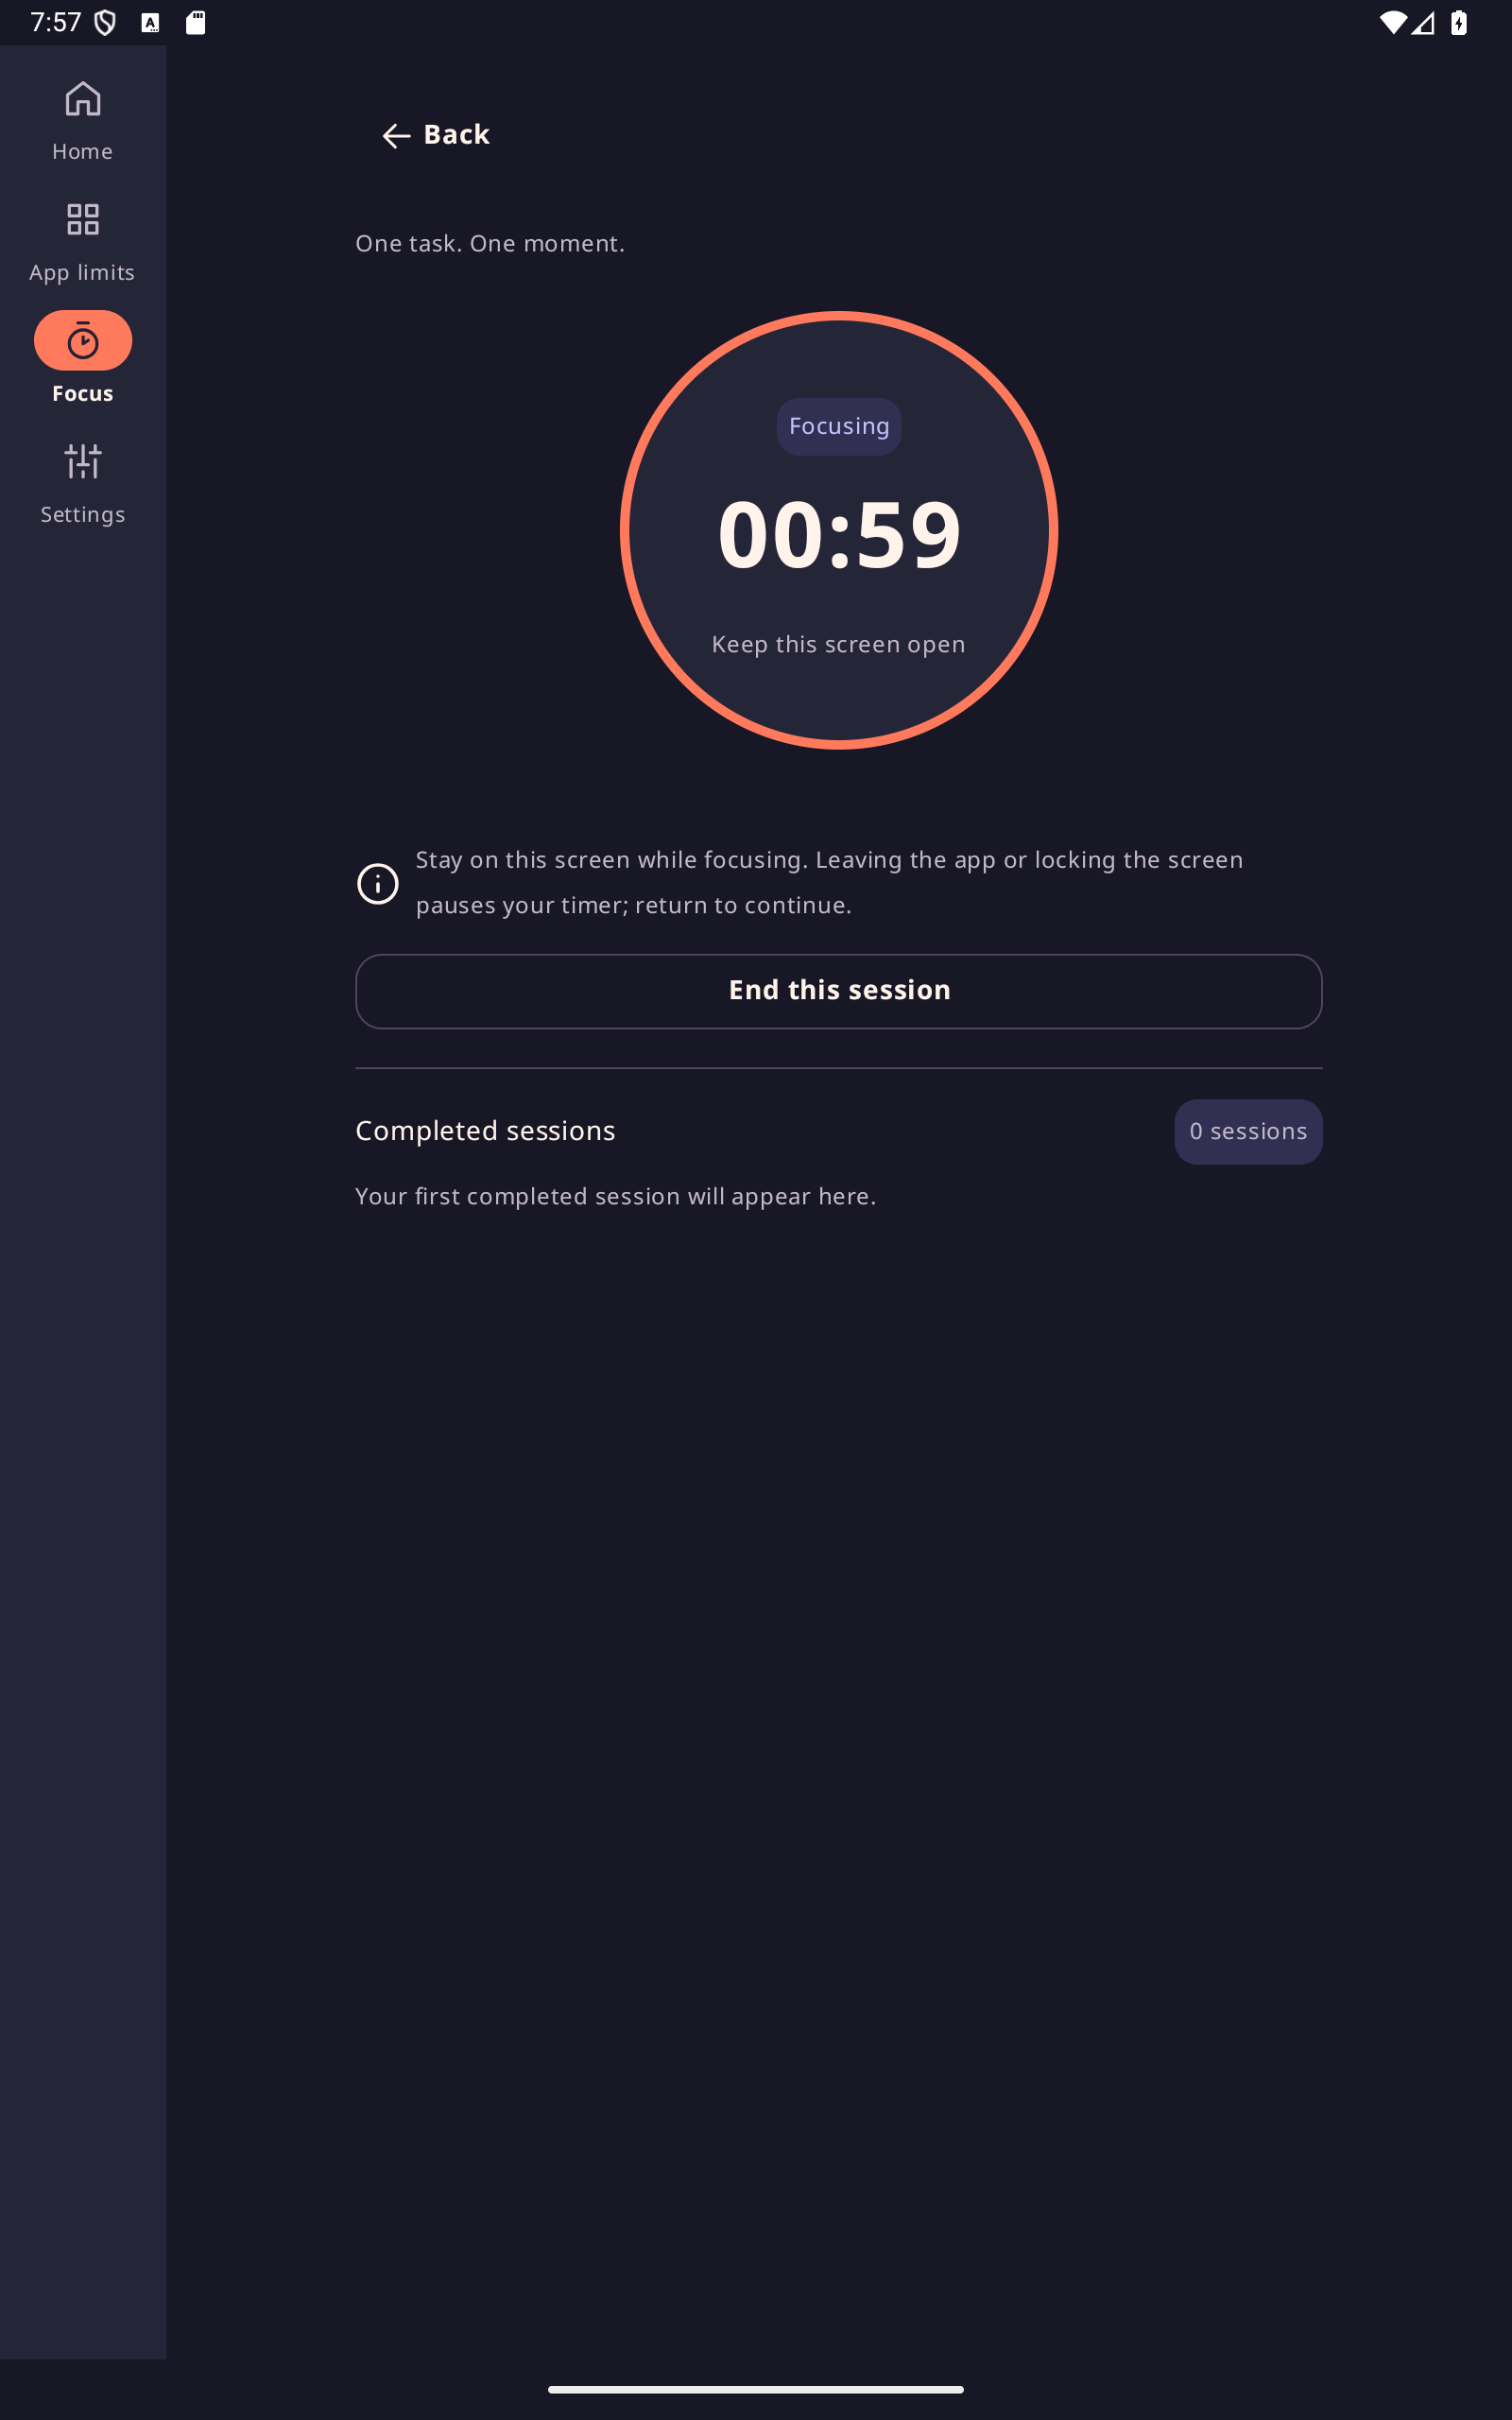 7:57
Home
App limits
Focus
Settings
Back
One task. One moment.
Focusing
00:59
Keep this screen open
Stay on this screen while focusing. Leaving the app or locking the screen
pauses your timer; return to continue.
End this session
Completed sessions
0 sessions
Your first completed session will appear here.